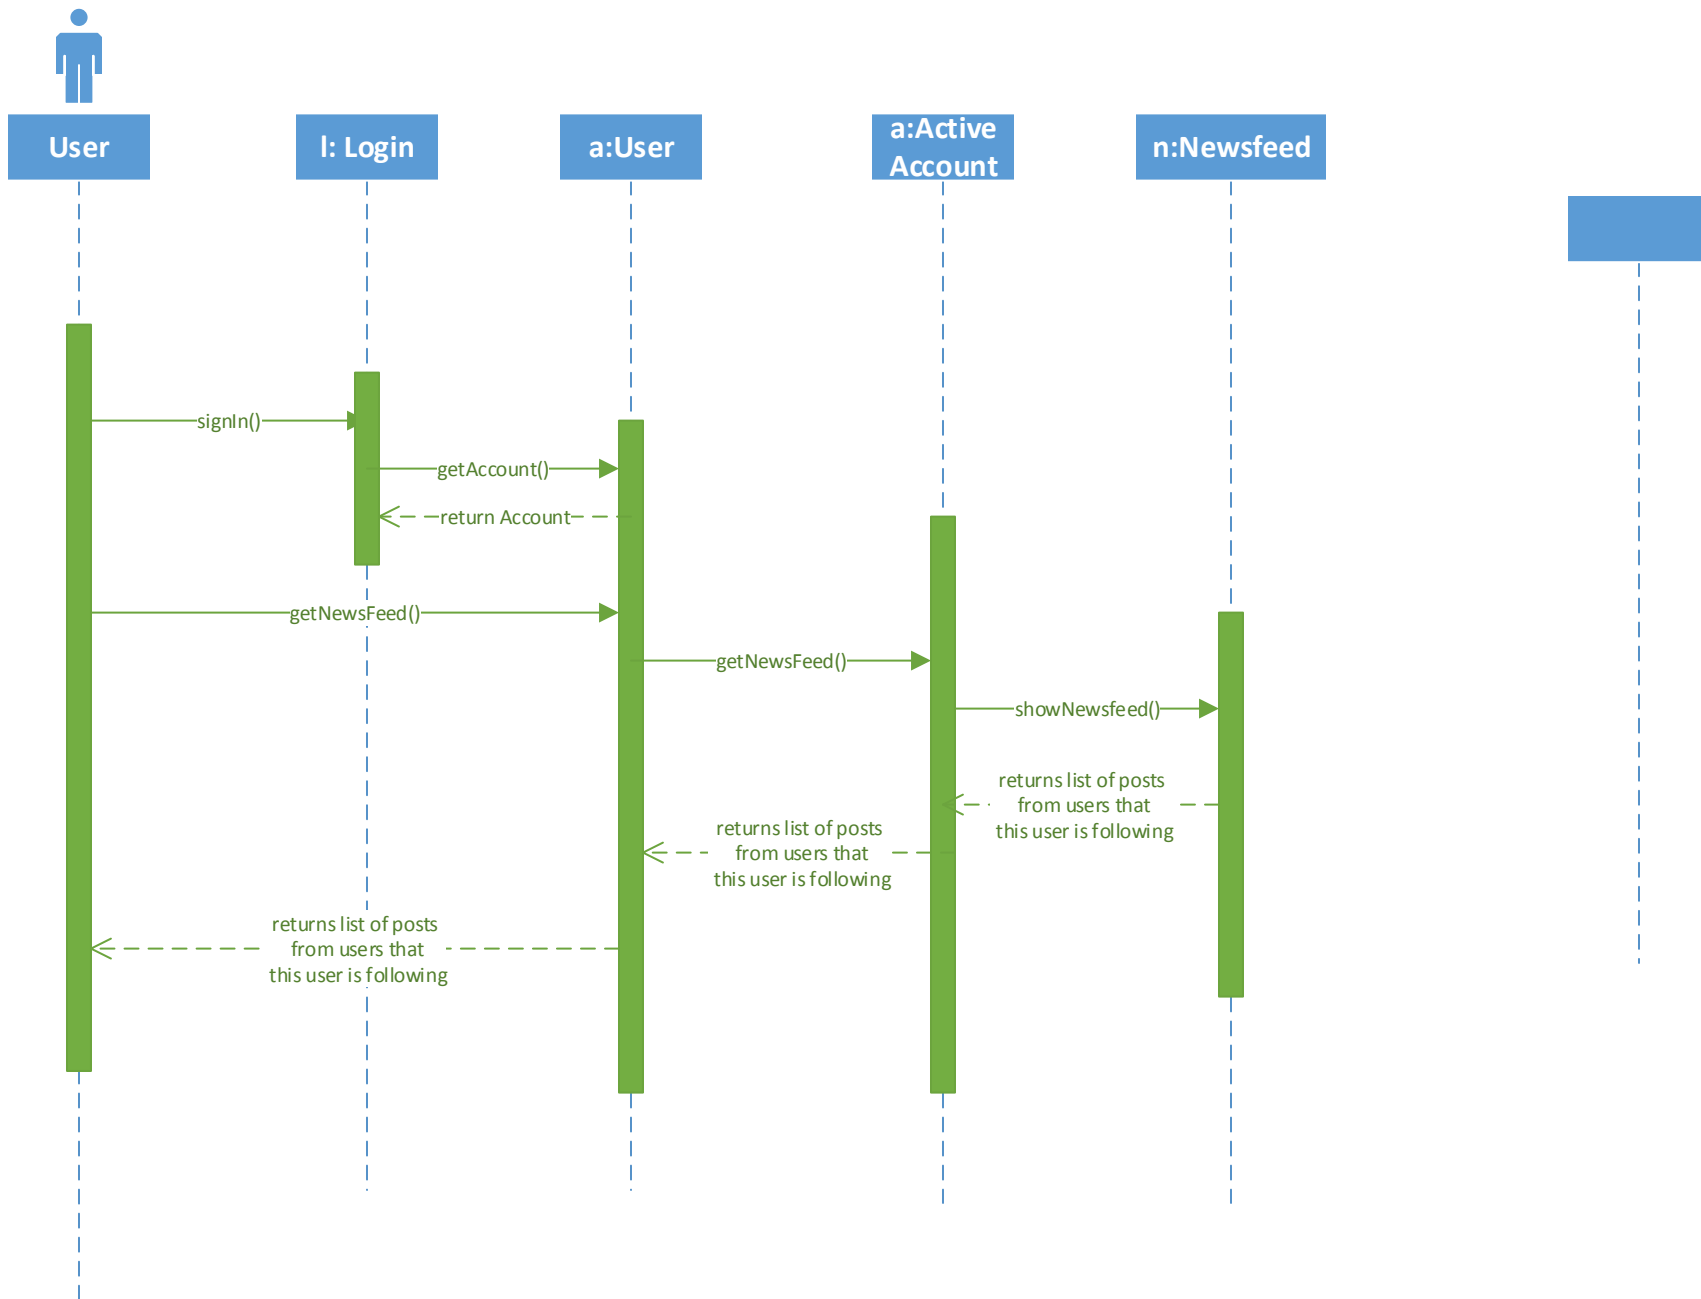 User
l: Login
a:User
a:Active
Account
n:Newsfeed
signIn()
getAccount()
return Account
getNewsFeed()
getNewsFeed()
showNewsfeed()
returns list of posts
from users that
this user is following
returns list of posts
from users that
this user is following
returns list of posts
from users that
this user is following